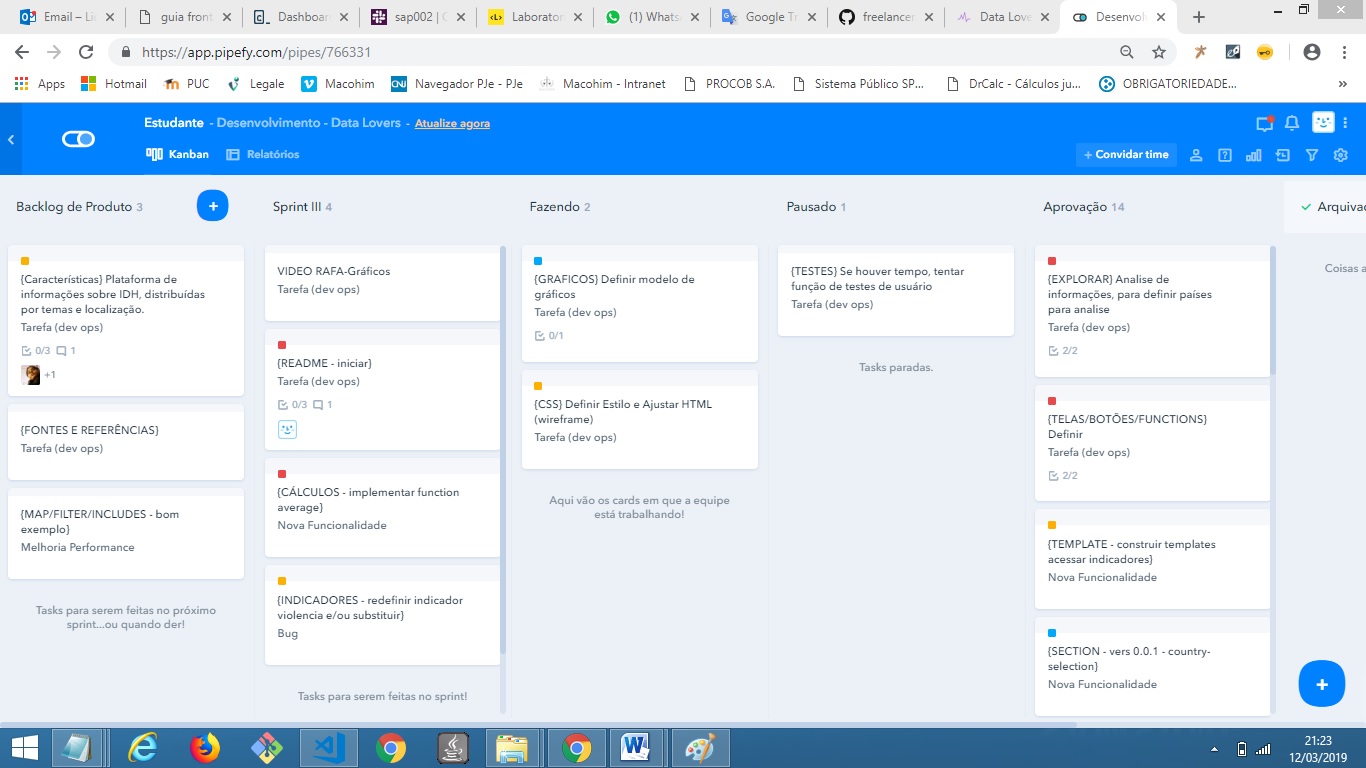 Email – Li
guia front
Dashboar
sap002 | C
Laborator
(1) Whats
Google Tr
freelancer
Data Love
Desenvol
https://app.pipefy.com/pipes/766331
Apps
Hotmail
PUC
Legale
Macohim
CNJ
Navegador PJe - PJe
Macohim - Intranet
PROCOB S.A.
Sistema Público SP...
DrCalc - Cálculos ju...
OBRIGATORIEDADE...
Estudante - Desenvolvimento - Data Lovers - Atualize agora
Kanban
Relatórios
+ Convidar time
Backlog de Produto 3
{Características} Plataforma de
informações sobre IDH, distribuídas
por temas e localização.
Tarefa (dev ops)
0/3 1
+1
{FONTES E REFERÊNCIAS}
Tarefa (dev ops)
{MAP/FILTER/INCLUDES - bom
exemplo}
Melhoria Performance
Tasks para serem feitas no próximo
sprint...ou quando der!
Sprint III 4
VIDEO RAFA-Gráficos
Tarefa (dev ops)
{README - iniciar}
Tarefa (dev ops)
0/3 1
{CÁLCULOS - implementar function
average}
Nova Funcionalidade
{INDICADORES - redefinir indicador
violencia e/ou substituir}
Bug
Tasks para serem feitas no sprint!
Fazendo 2
{GRAFICOS} Definir modelo de
gráficos
Tarefa (dev ops)
0/1
{CSS} Definir Estilo e Ajustar HTML
(wireframe)
Tarefa (dev ops)
Aqui vão os cards em que a equipe
está trabalhando!
Pausado 1
{TESTES} Se houver tempo, tentar
função de testes de usuário
Tarefa (dev ops)
Tasks paradas.
Aprovação 14
{EXPLORAR} Analise de
informações, para definir países
para analise
Tarefa (dev ops)
2/2
{TELAS/BOTÕES/FUNCTIONS}
Definir
Tarefa (dev ops)
2/2
{TEMPLATE - construir templates
acessar indicadores}
Nova Funcionalidade
{SECTION - vers 0.0.1 - country-
selection}
Nova Funcionalidade
Arquivad
Coisas a
21:23
12/03/2019